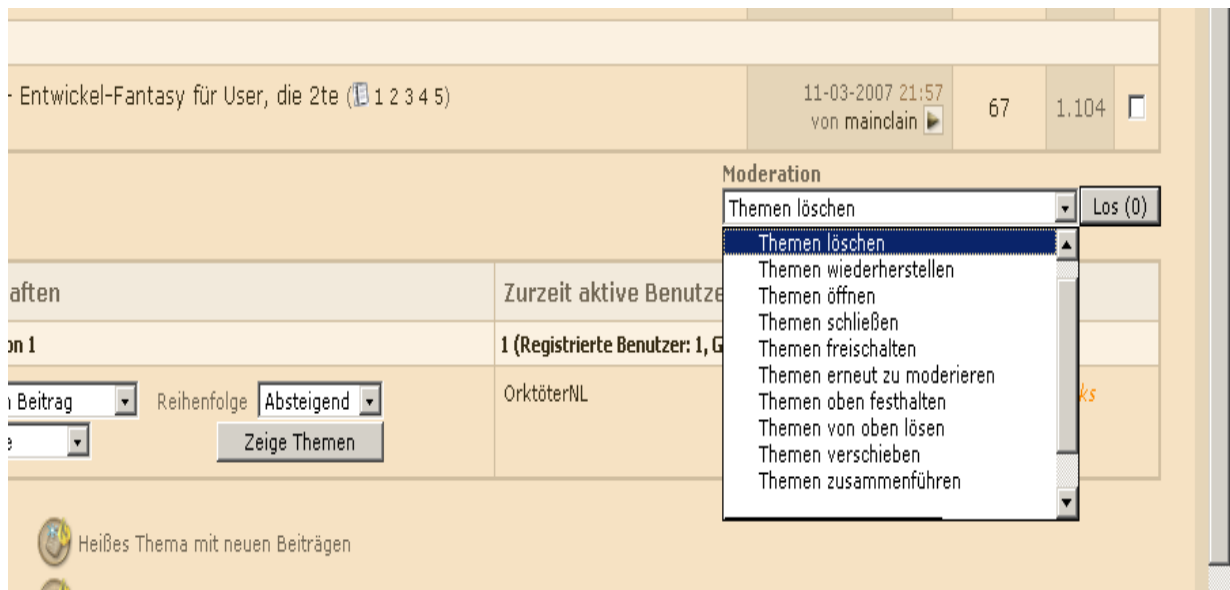 - Entwickel-Fantasy für User, die 2te ( 1 2 3 4 5)
11-03-2007 21:57
von mainclain
67
1.104
Moderation
Themen löschen
Los (0)
Themen löschen
Themen wiederherstellen
Themen öffnen
Themen schließen
Themen freischalten
Themen erneut zu moderieren
Themen oben festhalten
Themen von oben lösen
Themen verschieben
Themen zusammenführen
aften
Zurzeit aktive Benutze
on 1
1 (Registrierte Benutzer: 1, G
Beitrag
Reihenfolge
Absteigend
OrktöterNL
ks
e
Zeige Themen
Heißes Thema mit neuen Beiträgen